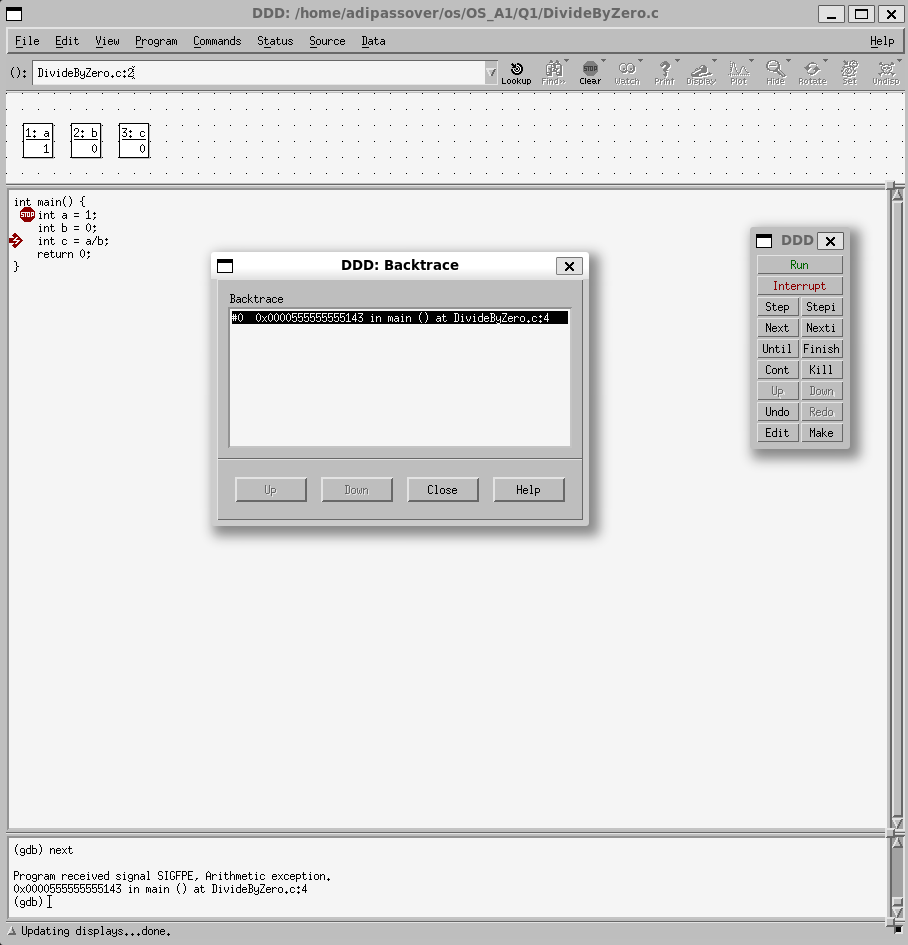 DDD: /home/adipassover/os/OS_A1/Q1/DivideByZero.c
File Edit View Program Commands Status Source Data Help
(): DivideByZero.c:2
Lookup Find>> Clear Watch Print Display Plot Hide Rotate Set Undisp
1: a 2: b 3: c
1 0 0
int main() {
STOP int a = 1;
int b = 0;
int c = a/b;
return 0;
}
DDD: Backtrace
Backtrace
#0 0x0000555555555143 in main () at DivideByZero.c:4
Up Down Close Help
DDD
Run
Interrupt
Step Stepi
Next Nexti
Until Finish
Cont Kill
Up Down
Undo Redo
Edit Make
(gdb) next
Program received signal SIGFPE, Arithmetic exception.
0x0000555555555143 in main () at DivideByZero.c:4
(gdb)
Updating displays...done.